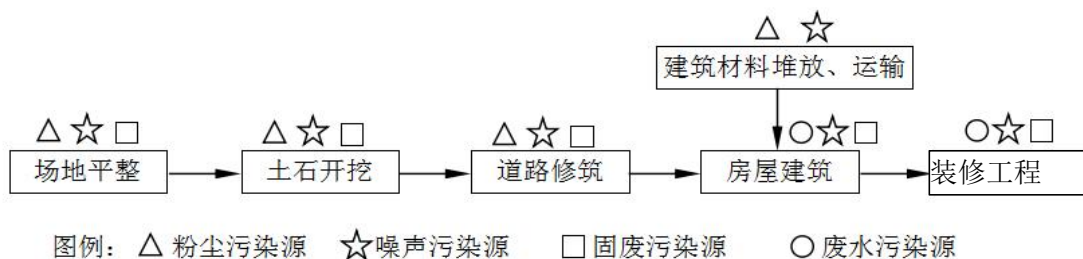 建筑材料堆放、运输
场地平整
土石开挖
道路修筑
房屋建筑
装修工程
图例： 粉尘污染源 噪声污染源 固废污染源 废水污染源